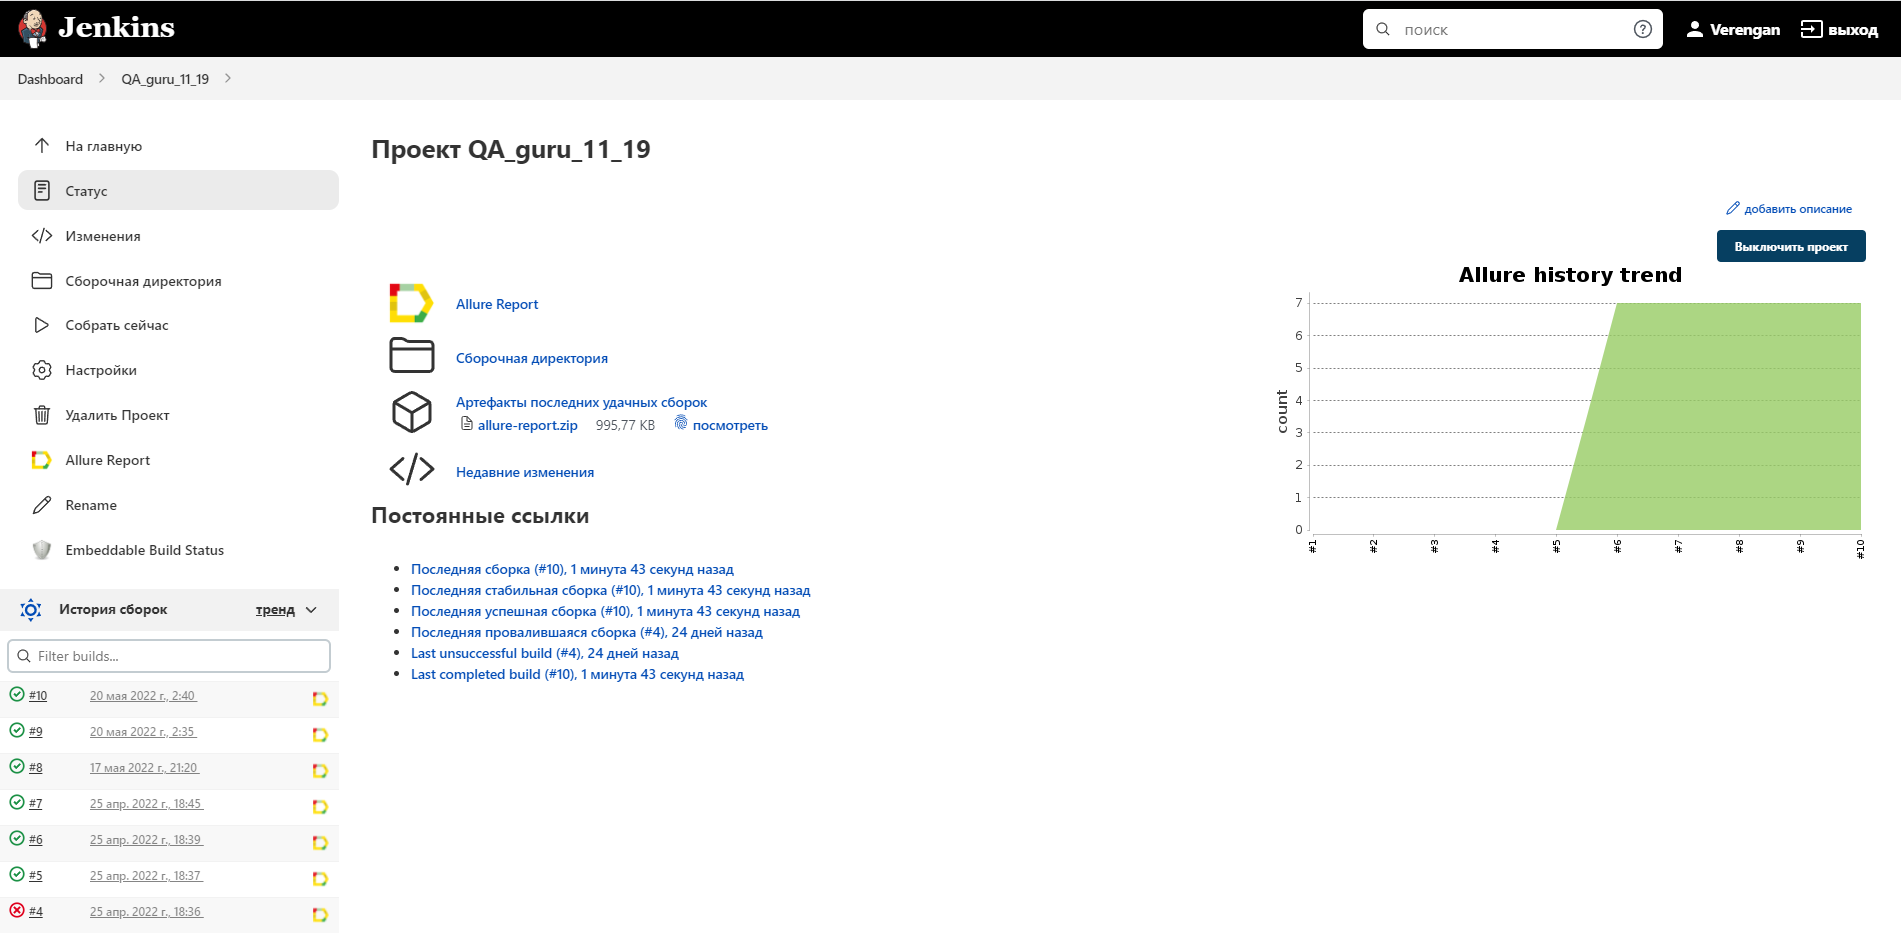 Jenkins
поиск
Verengan
выход
Dashboard
QA_guru_11_19
На главную
Статус
Изменения
Сборочная директория
Собрать сейчас
Настройки
Удалить Проект
Allure Report
Rename
Embeddable Build Status
История сборок тренд
Filter builds...
#10 20 мая 2022 г., 2:40
#9 20 мая 2022 г., 2:35
#8 17 мая 2022 г., 21:20
#7 25 апр. 2022 г., 18:45
#6 25 апр. 2022 г., 18:39
#5 25 апр. 2022 г., 18:37
#4 25 апр. 2022 г., 18:36
Проект QA_guru_11_19
добавить описание
Выключить проект
Allure Report
Сборочная директория
Артефакты последних удачных сборок
allure-report.zip 995,77 KB посмотреть
Недавние изменения
Постоянные ссылки
Последняя сборка (#10), 1 минута 43 секунд назад
Последняя стабильная сборка (#10), 1 минута 43 секунд назад
Последняя успешная сборка (#10), 1 минута 43 секунд назад
Последняя провалившаяся сборка (#4), 24 дней назад
Last unsuccessful build (#4), 24 дней назад
Last completed build (#10), 1 минута 43 секунд назад
Allure history trend
count
7
6
5
4
3
2
1
0
#1 #2 #3 #4 #5 #6 #7 #8 #9 #10